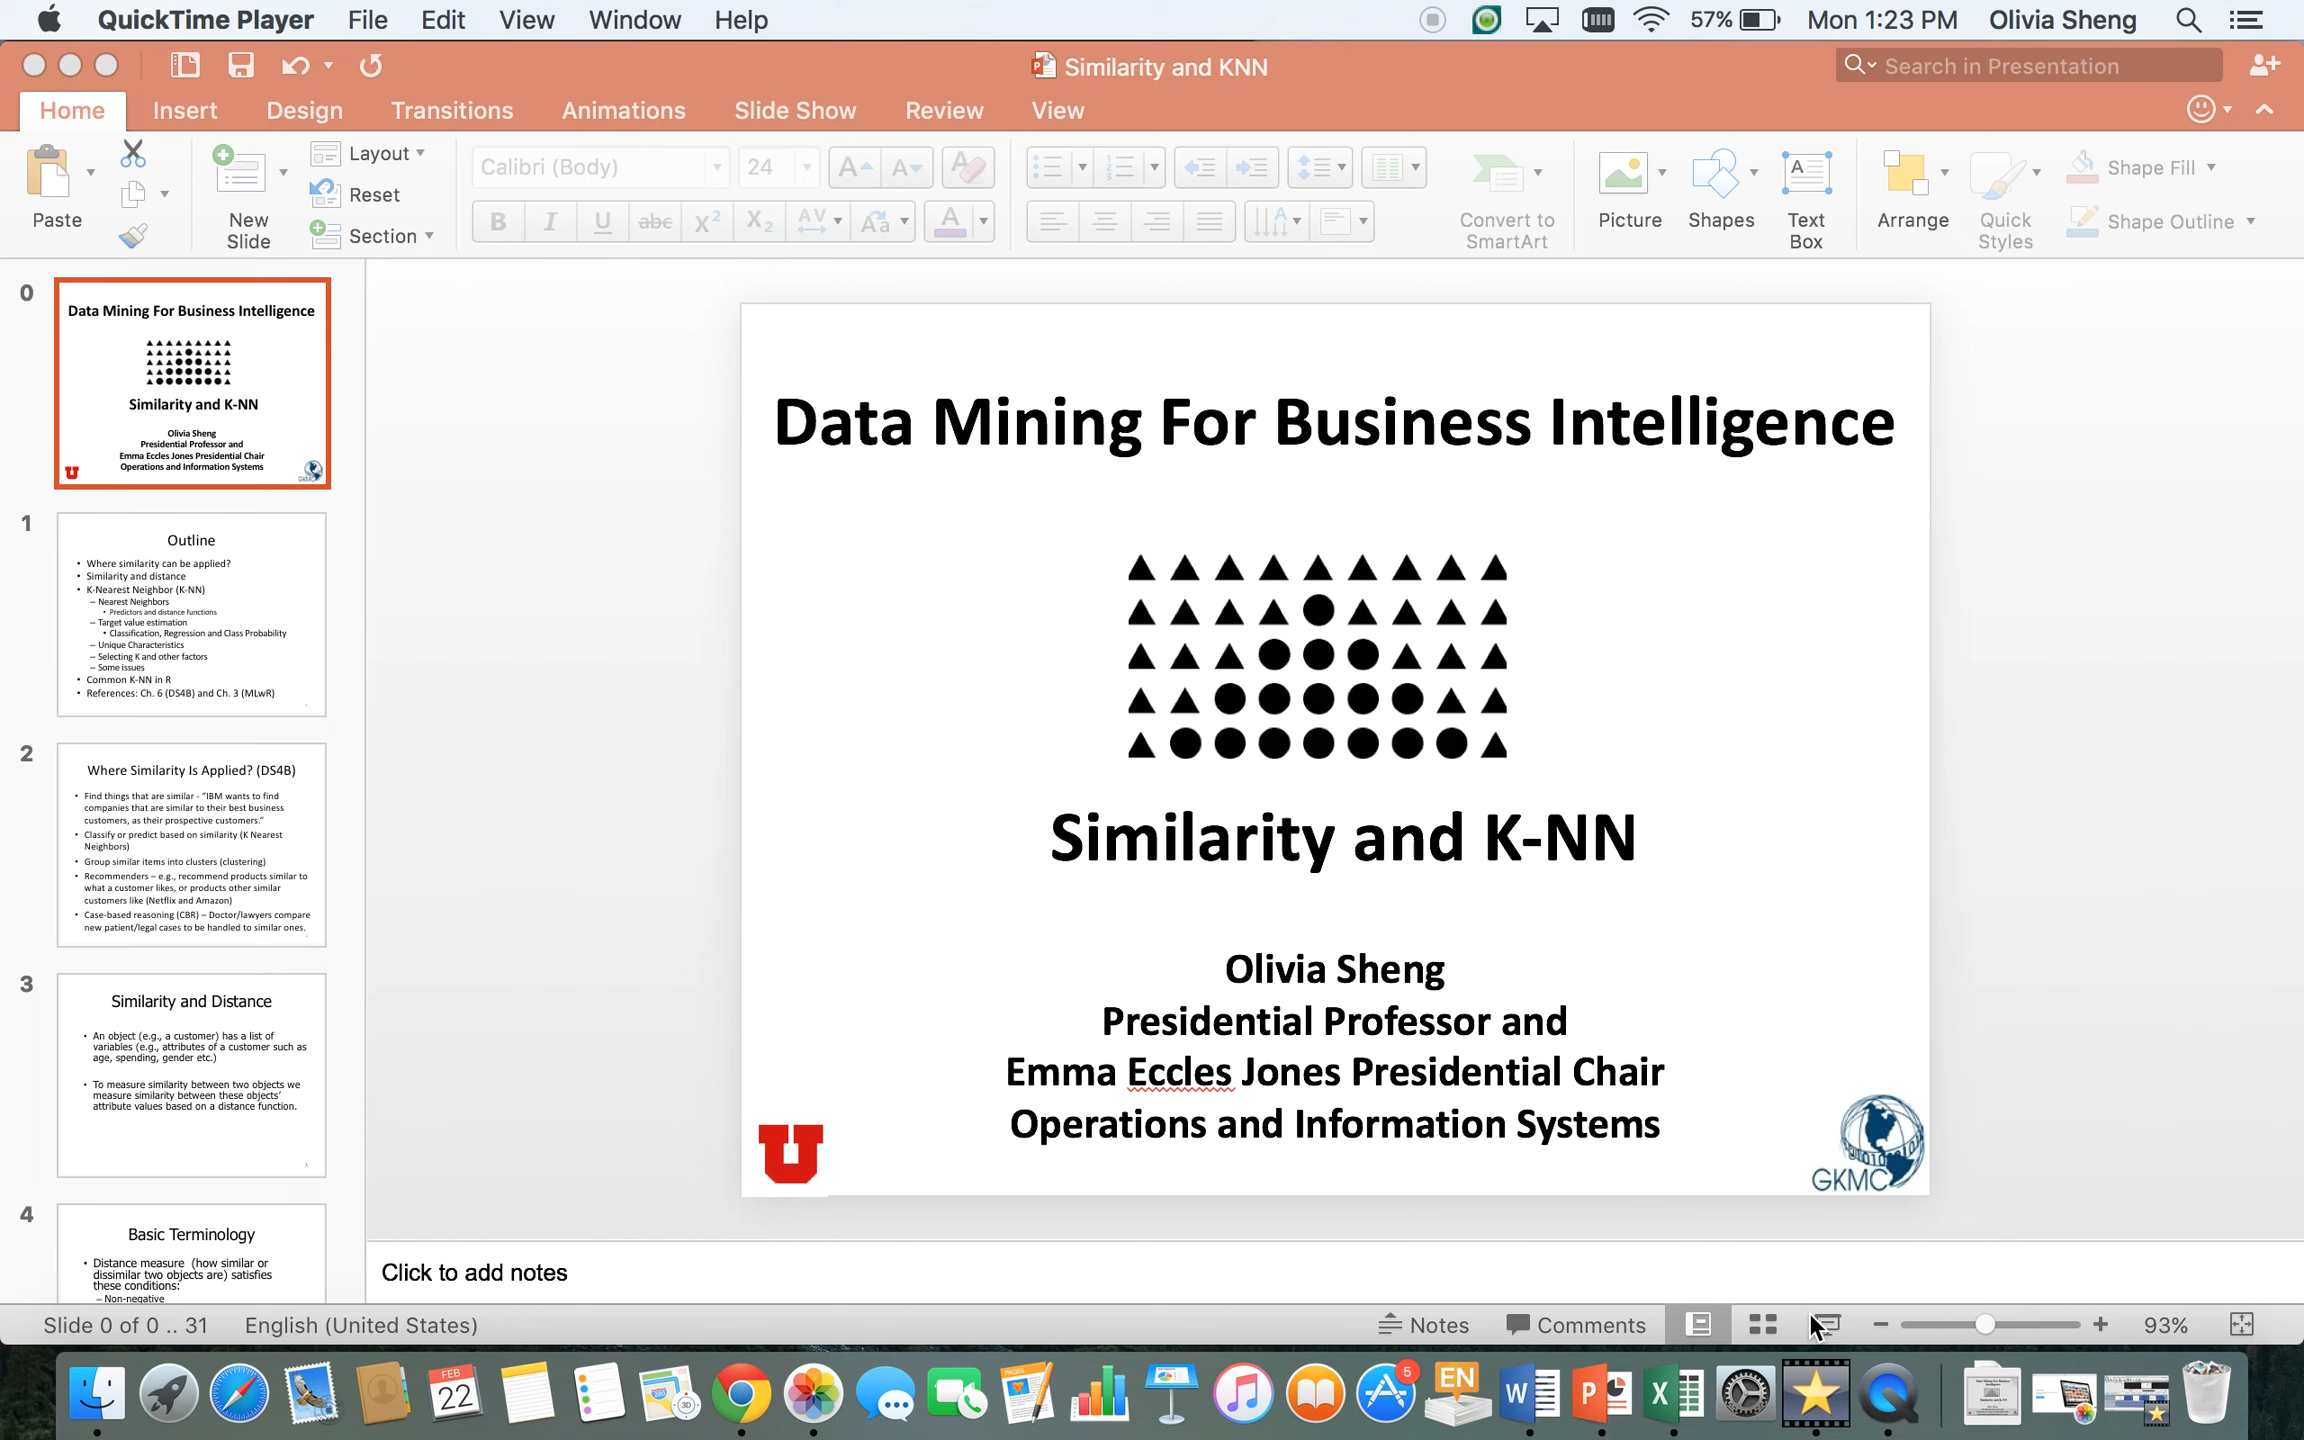 QuickTime Player File Edit View Window Help 57% Mon 1:23 PM Olivia Sheng
Similarity and KNN
Search in Presentation
Home Insert Design Transitions Animations Slide Show Review View
Paste
New Slide
Layout
Reset
Section
Calibri (Body) 24
B I U abc X² X₂ AV Aa A
Convert to SmartArt
Picture
Shapes
Text Box
Arrange
Quick Styles
Shape Fill
Shape Outline
0
Data Mining For Business Intelligence
Similarity and K-NN
Olivia Sheng
Presidential Professor and
Emma Eccles Jones Presidential Chair
Operations and Information Systems
U
GKMC
1
Outline
• Where similarity can be applied?
• Similarity and distance
• K-Nearest Neighbor (K-NN)
– Nearest Neighbors
• Predictors and distance functions
– Target value estimation
• Classification, Regression and Class Probability
– Unique Characteristics
– Selecting K and other factors
– Some issues
• Common K-NN in R
• References: Ch. 6 (DS4B) and Ch. 3 (MLwR)
2
Where Similarity Is Applied? (DS4B)
• Find things that are similar - “IBM wants to find
companies that are similar to their best business
customers, as their prospective customers.”
• Classify or predict based on similarity (K Nearest
Neighbors)
• Group similar items into clusters (clustering)
• Recommenders – e.g., recommend products similar to
what a customer likes, or products other similar
customers like (Netflix and Amazon)
• Case-based reasoning (CBR) – Doctor/lawyers compare
new patient/legal cases to be handled to similar ones.
3
Similarity and Distance
• An object (e.g., a customer) has a list of
variables (e.g., attributes of a customer such as
age, spending, gender etc.)
• To measure similarity between two objects we
measure similarity between these objects’
attribute values based on a distance function.
4
Basic Terminology
• Distance measure (how similar or
dissimilar two objects are) satisfies
these conditions:
– Non-negative
Data Mining For Business Intelligence
Similarity and K-NN
Olivia Sheng
Presidential Professor and
Emma Eccles Jones Presidential Chair
Operations and Information Systems
U
GKMC
Click to add notes
Slide 0 of 0 .. 31 English (United States) Notes Comments 93%
FEB
22
3D
5
EN
W
P
X